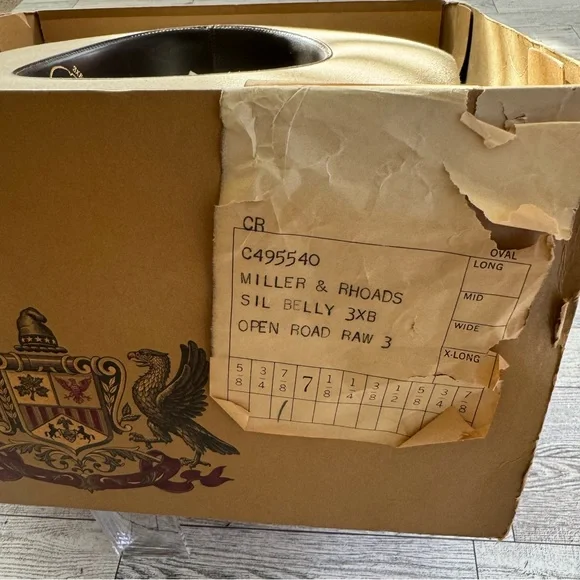 CR
C495540
MILLER & RHOADS
SIL BELLY 3XB
OPEN ROAD RAW 3
OVAL
LONG
MID
WIDE
X-LONG
5/8 3/4 7/8 7 1/8 1/4 3/8 1/2 5/8 3/4 7/8